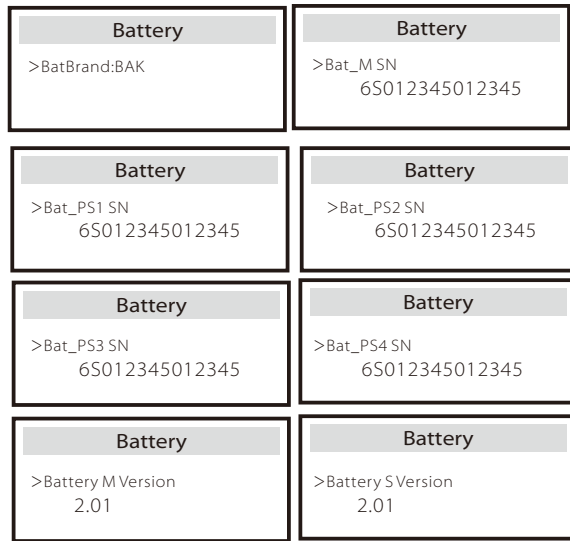 Battery
>BatBrand:BAK
Battery
>Bat_M SN
6S012345012345
Battery
>Bat_PS1 SN
6S012345012345
Battery
>Bat_PS2 SN
6S012345012345
Battery
>Bat_PS3 SN
6S012345012345
Battery
>Bat_PS4 SN
6S012345012345
Battery
>Battery M Version
2.01
Battery
>Battery S Version
2.01